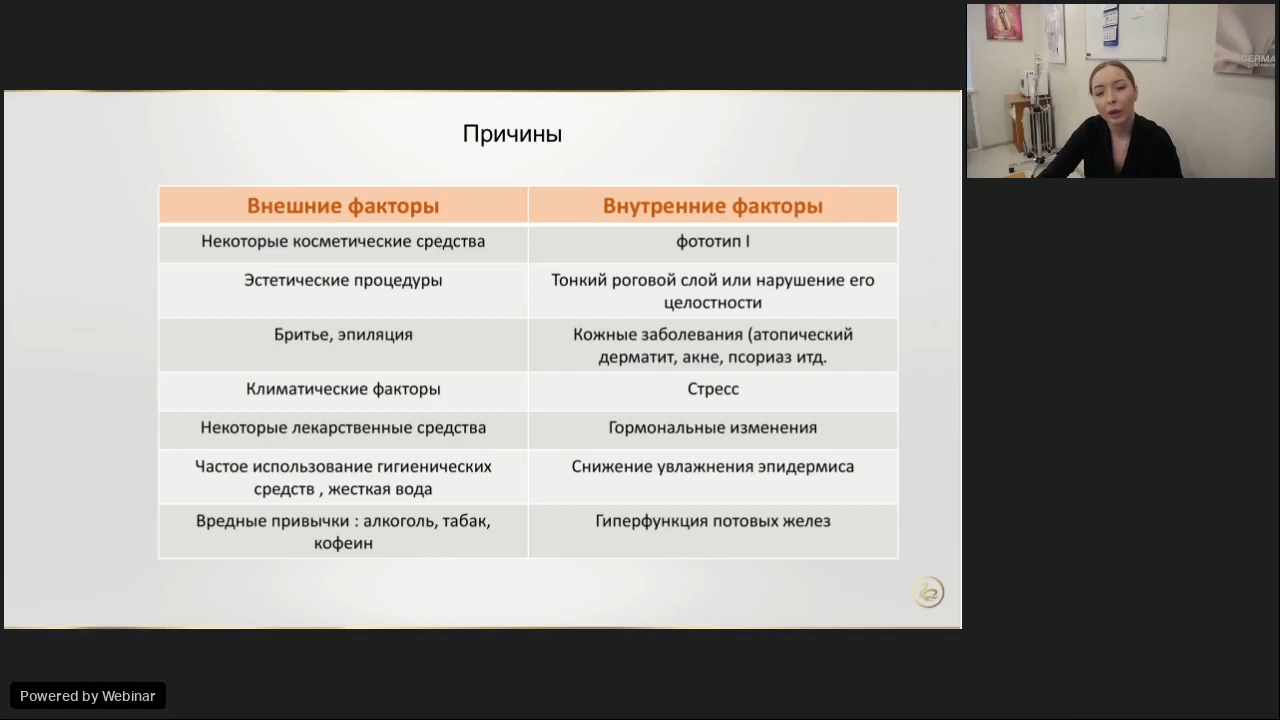 Причины
Внешние факторы
Внутренние факторы
Некоторые косметические средства
фототип I
Эстетические процедуры
Тонкий роговой слой или нарушение его
целостности
Бритье, эпиляция
Кожные заболевания (атопический
дерматит, акне, псориаз итд.
Климатические факторы
Стресс
Некоторые лекарственные средства
Гормональные изменения
Частое использование гигиенических
средств , жесткая вода
Снижение увлажнения эпидермиса
Вредные привычки : алкоголь, табак,
кофеин
Гиперфункция потовых желез
Powered by Webinar